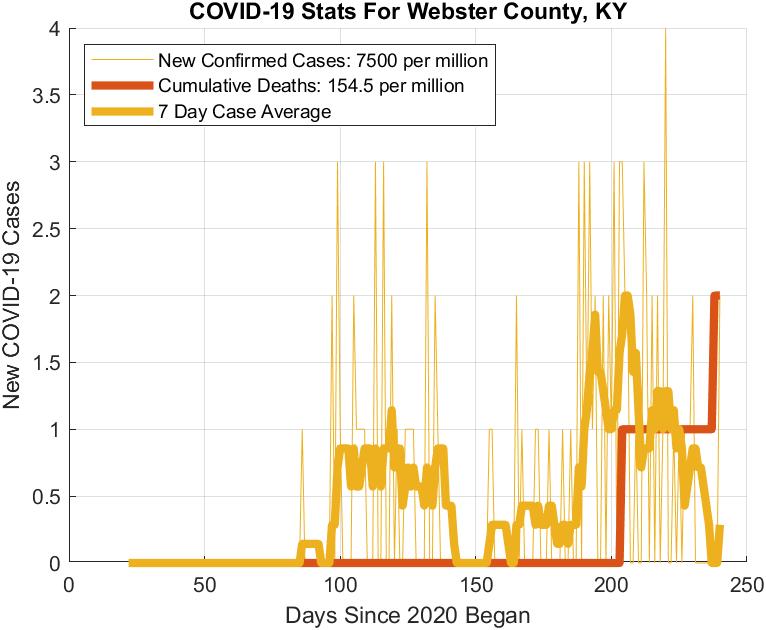 COVID-19 Stats For Webster County, KY
New Confirmed Cases: 7500 per million
Cumulative Deaths: 154.5 per million
7 Day Case Average
New COVID-19 Cases
4
3.5
3
2.5
2
1.5
1
0.5
0
0 50 100 150 200 250
Days Since 2020 Began